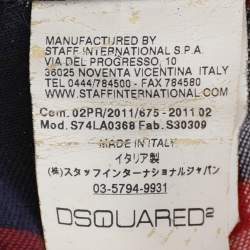 MANUFACTURED BY
STAFF INTERNATIONAL S.P.A.
VIA DEL PROGRESSO, 10
36025 NOVENTA VICENTINA ITALY
TEL 0444/784500 - FAX 784580
WWW.STAFFINTERNATIONAL.COM
Com. 02PR/2011/675 - 2011 02
Mod. S74LA0368 Fab. S30309
MADE IN ITALY
イタリア製
(株)スタッフインターナショナルジャパン
03-5794-9931
DSQUARED²